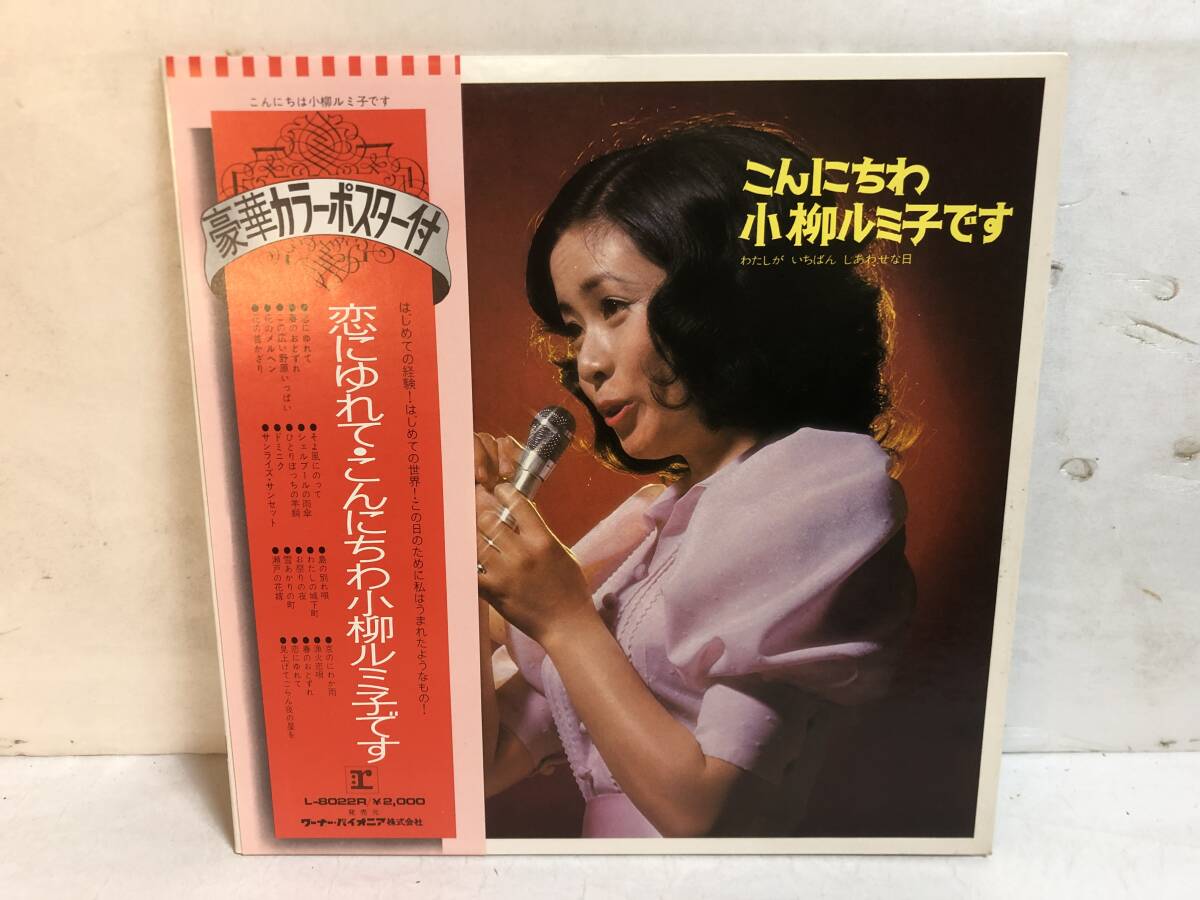 こんにちは小柳ルミ子です
豪華カラーポスター付
はじめての経験!はじめての世界!この日のために私はうまれたようなもの!
恋にゆれて・こんにちわ小柳ルミ子です
●恋にゆれて
●春のおとずれ
●この広い野原いっぱい
●花のメルヘン
●花の首かざり
●そよ風にのって
●シェルブールの雨傘
●ひとりぼっちの羊飼
●ドミニク
●サンライズ・サンセット
●島の別れ唄
●わたしの城下町
●お祭りの夜
●雪あかりの町
●瀬戸の花嫁
●京のにわか雨
●漁火恋唄
●春のおとずれ
●恋にゆれて
●見上げてごらん夜の星を
r
L-8022R/¥2,000
発売元
ワーナー・パイオニア株式会社
こんにちわ
小柳ルミ子です
わたしが いちばん しあわせな日